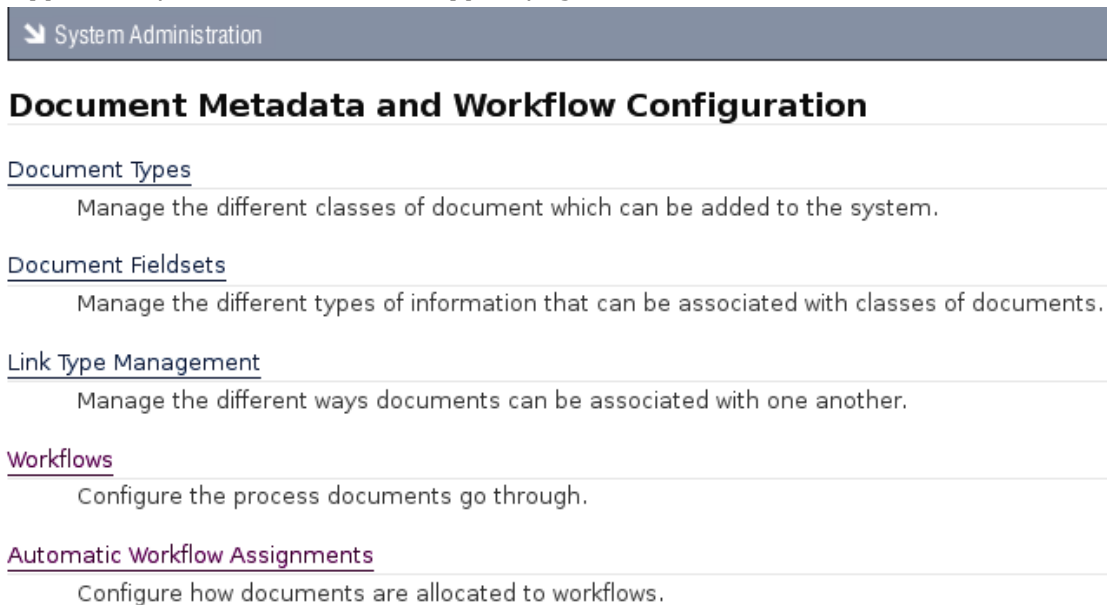 System Administration
Document Metadata and Workflow Configuration
Document Types
Manage the different classes of document which can be added to the system.
Document Fieldsets
Manage the different types of information that can be associated with classes of documents.
Link Type Management
Manage the different ways documents can be associated with one another.
Workflows
Configure the process documents go through.
Automatic Workflow Assignments
Configure how documents are allocated to workflows.